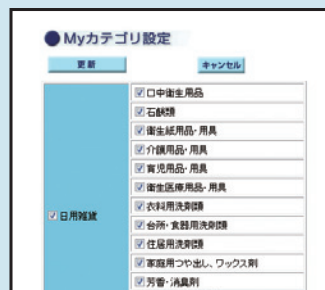 ●Myカテゴリ設定
更新
キャンセル
口中衛生用品
石鹸類
衛生紙用品・用具
介護用品・用具
育児用品・用具
衛生医療用品・用具
衣料用洗剤類
日用雑貨
台所・食器用洗剤類
住居用洗剤類
家庭用つや出し、ワックス剤
芳香・消臭剤